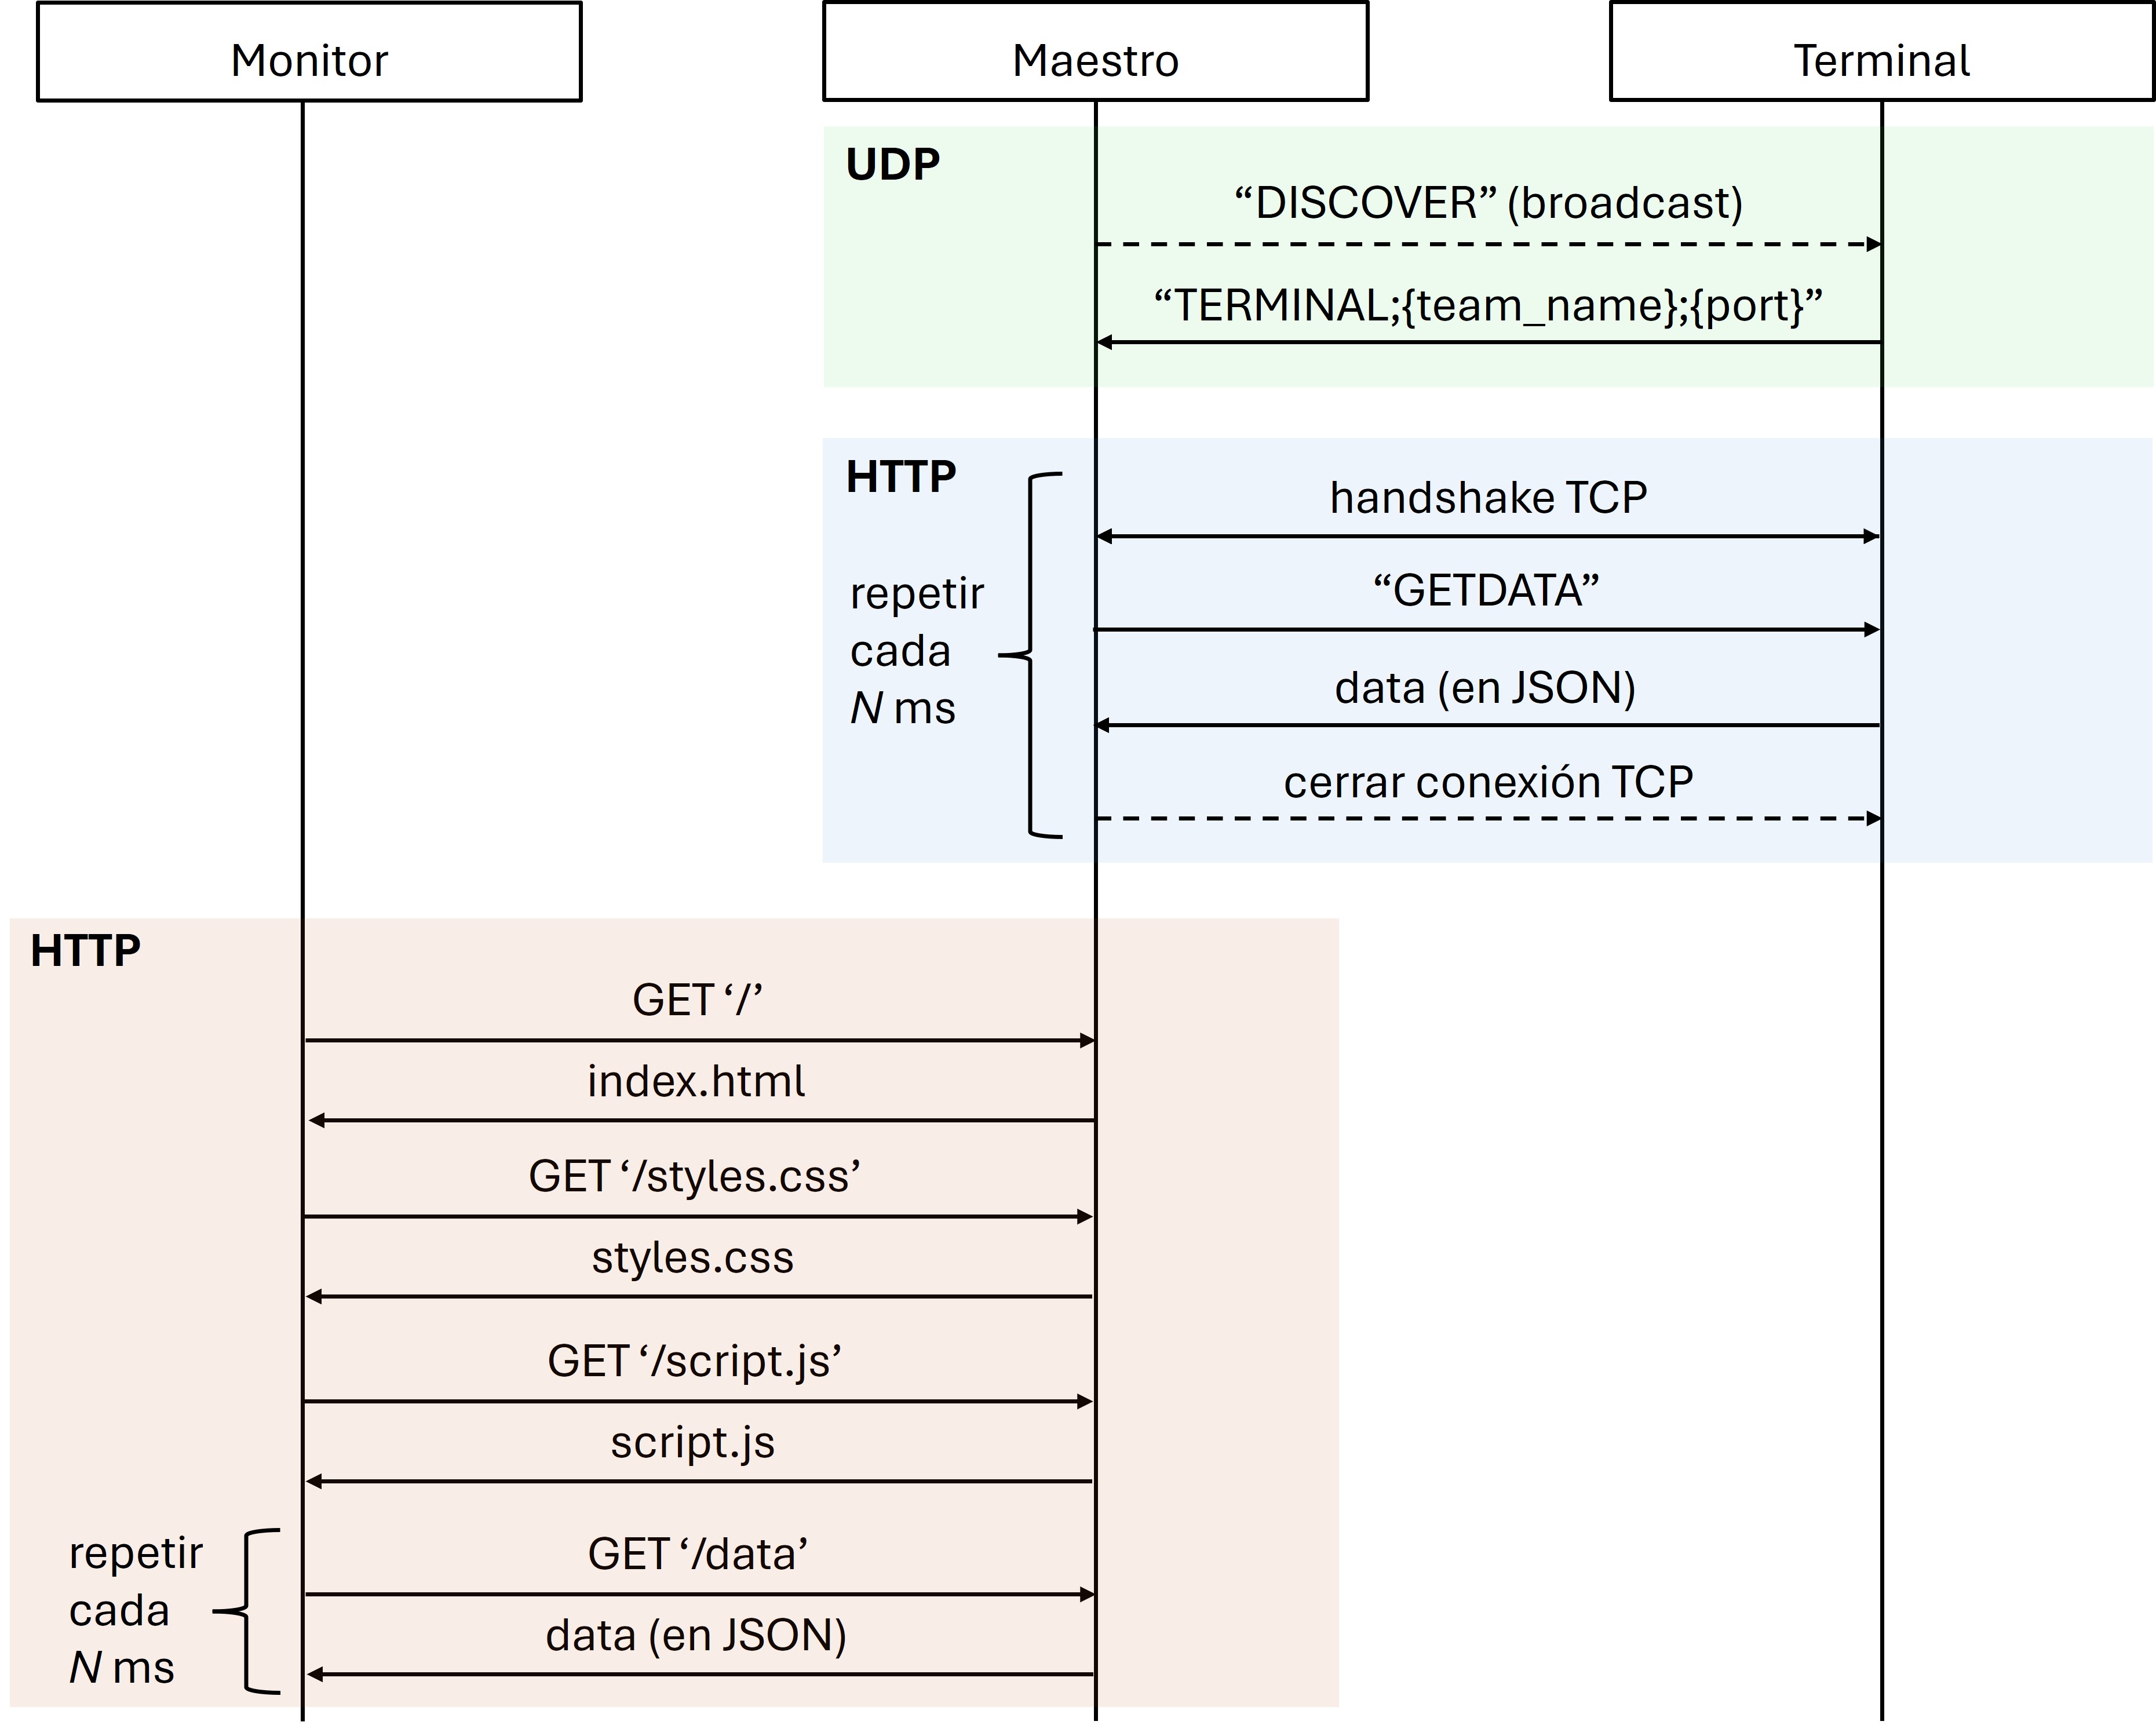 Monitor
Maestro
Terminal
UDP
“DISCOVER” (broadcast)
“TERMINAL;{team_name};{port}”
HTTP
handshake TCP
“GETDATA”
repetir
cada
N ms
data (en JSON)
cerrar conexión TCP
HTTP
GET ‘/’
index.html
GET ‘/styles.css’
styles.css
GET ‘/script.js’
script.js
repetir
cada
N ms
GET ‘/data’
data (en JSON)